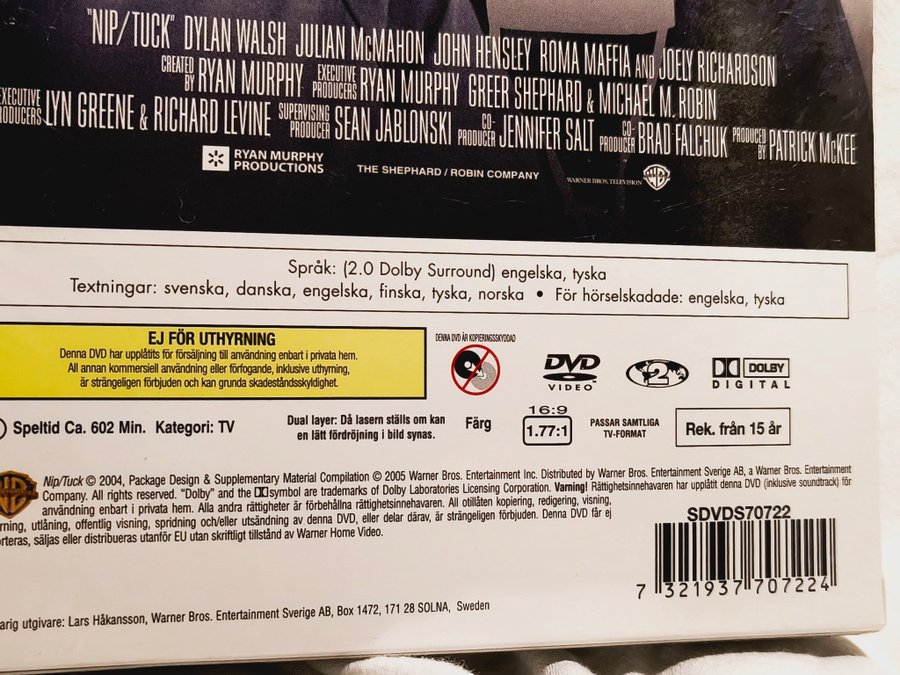 "NIP/TUCK" DYLAN WALSH JULIAN McMAHON JOHN HENSLEY ROMA MAFFIA AND JOELY RICHARDSON
CREATED BY RYAN MURPHY EXECUTIVE PRODUCERS RYAN MURPHY GREER SHEPHARD & MICHAEL M. ROBIN
EXECUTIVE PRODUCERS LYN GREENE & RICHARD LEVINE SUPERVISING PRODUCER SEAN JABLONSKI CO-PRODUCER JENNIFER SALT CO-PRODUCER BRAD FALCHUK PRODUCED BY PATRICK McKEE
RYAN MURPHY PRODUCTIONS THE SHEPHARD / ROBIN COMPANY WARNER BROS. TELEVISION WB
Språk: (2.0 Dolby Surround) engelska, tyska
Textningar: svenska, danska, engelska, finska, tyska, norska • För hörselskadade: engelska, tyska
EJ FÖR UTHYRNING
Denna DVD har upplåtits för försäljning till användning enbart i privata hem.
All annan kommersiell användning eller förfogande, inklusive uthyrning,
är strängeligen förbjuden och kan grunda skadeståndsskyldighet.
DENNA DVD ÄR KOPIERINGSSKYDDAD
DVD VIDEO
2
DOLBY DIGITAL
Speltid Ca. 602 Min. Kategori: TV
Dual layer: Då lasern ställs om kan
en lätt fördröjning i bild synas.
Färg
16:9
1.77:1
PASSAR SAMTLIGA
TV-FORMAT
Rek. från 15 år
Nip/Tuck © 2004, Package Design & Supplementary Material Compilation © 2005 Warner Bros. Entertainment Inc. Distributed by Warner Bros. Entertainment Sverige AB, a Warner Bros. Entertainment
Company. All rights reserved. "Dolby" and the symbol are trademarks of Dolby Laboratories Licensing Corporation. Varning! Rättighetsinnehavaren har upplåtit denna DVD (inklusive soundtrack) för
användning enbart i privata hem. Alla andra rättigheter är förbehållna rättighetsinnehavaren. All otillåten kopiering, redigering, visning,
rning, utlåning, offentlig visning, spridning och/eller utsändning av denna DVD, eller delar därav, är strängeligen förbjuden. Denna DVD får ej
orteras, säljas eller distribueras utanför EU utan skriftligt tillstånd av Warner Home Video.
SDVDS70722
7 321937 707224
arig utgivare: Lars Håkansson, Warner Bros. Entertainment Sverige AB, Box 1472, 171 28 SOLNA, Sweden